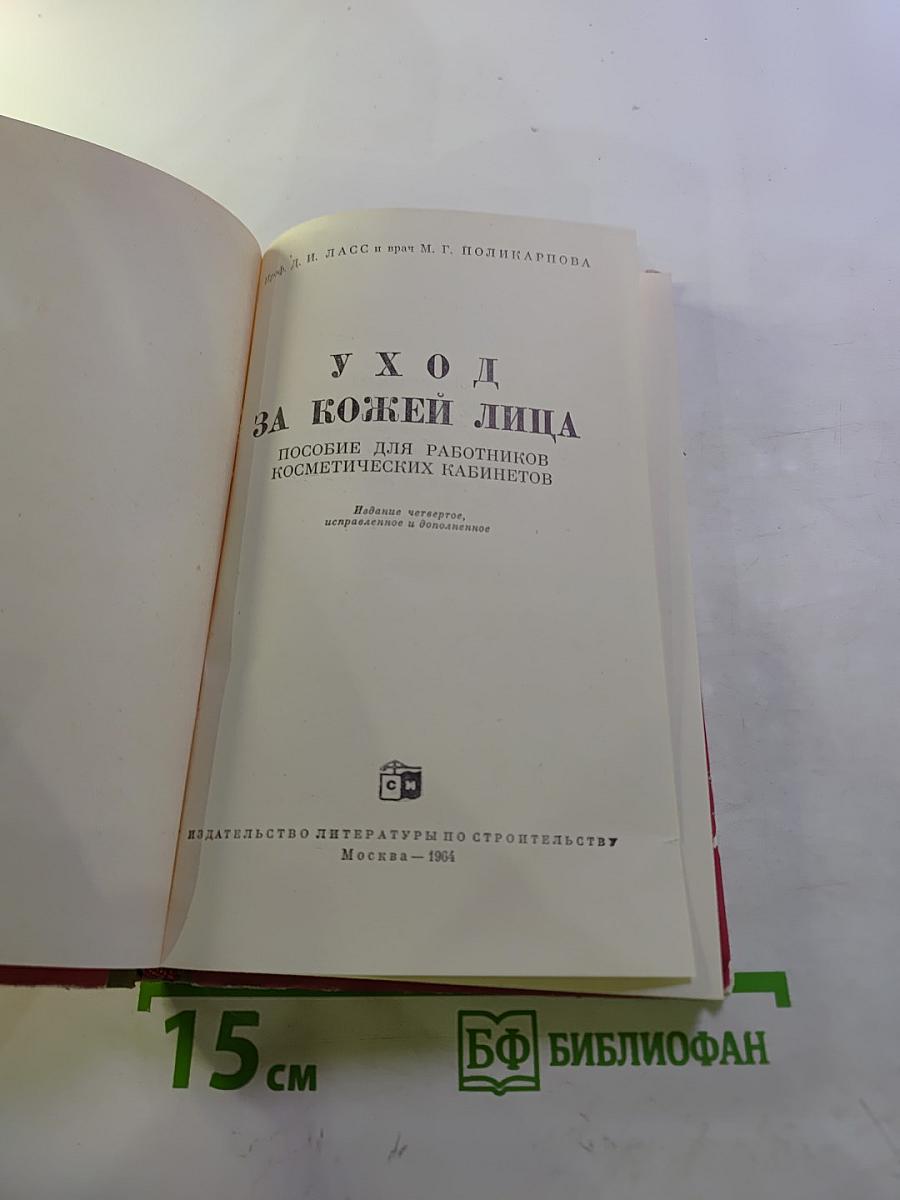 Проф. Д. И. ЛАСС и врач М. Г. ПОЛИКАРПОВА
УХОД
ЗА КОЖЕЙ ЛИЦА
ПОСОБИЕ ДЛЯ РАБОТНИКОВ
КОСМЕТИЧЕСКИХ КАБИНЕТОВ
Издание четвертое,
исправленное и дополненное
С И
ИЗДАТЕЛЬСТВО ЛИТЕРАТУРЫ ПО СТРОИТЕЛЬСТВУ
Москва — 1964
15 см
БФ БИБЛИОФАН